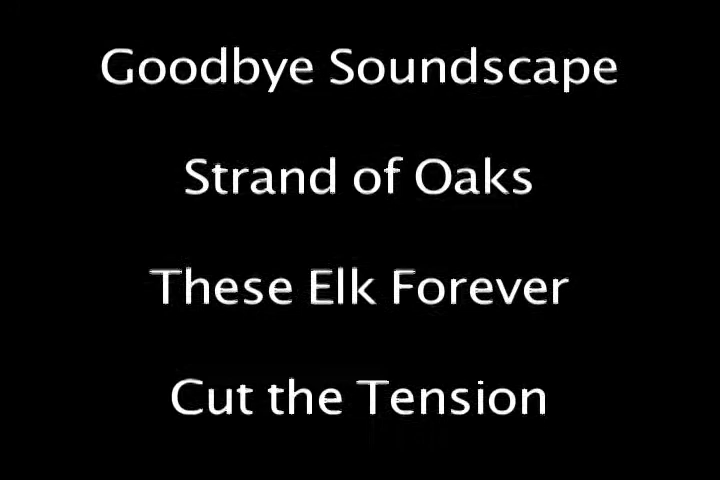 Goodbye Soundscape
Strand of Oaks
These Elk Forever
Cut the Tension